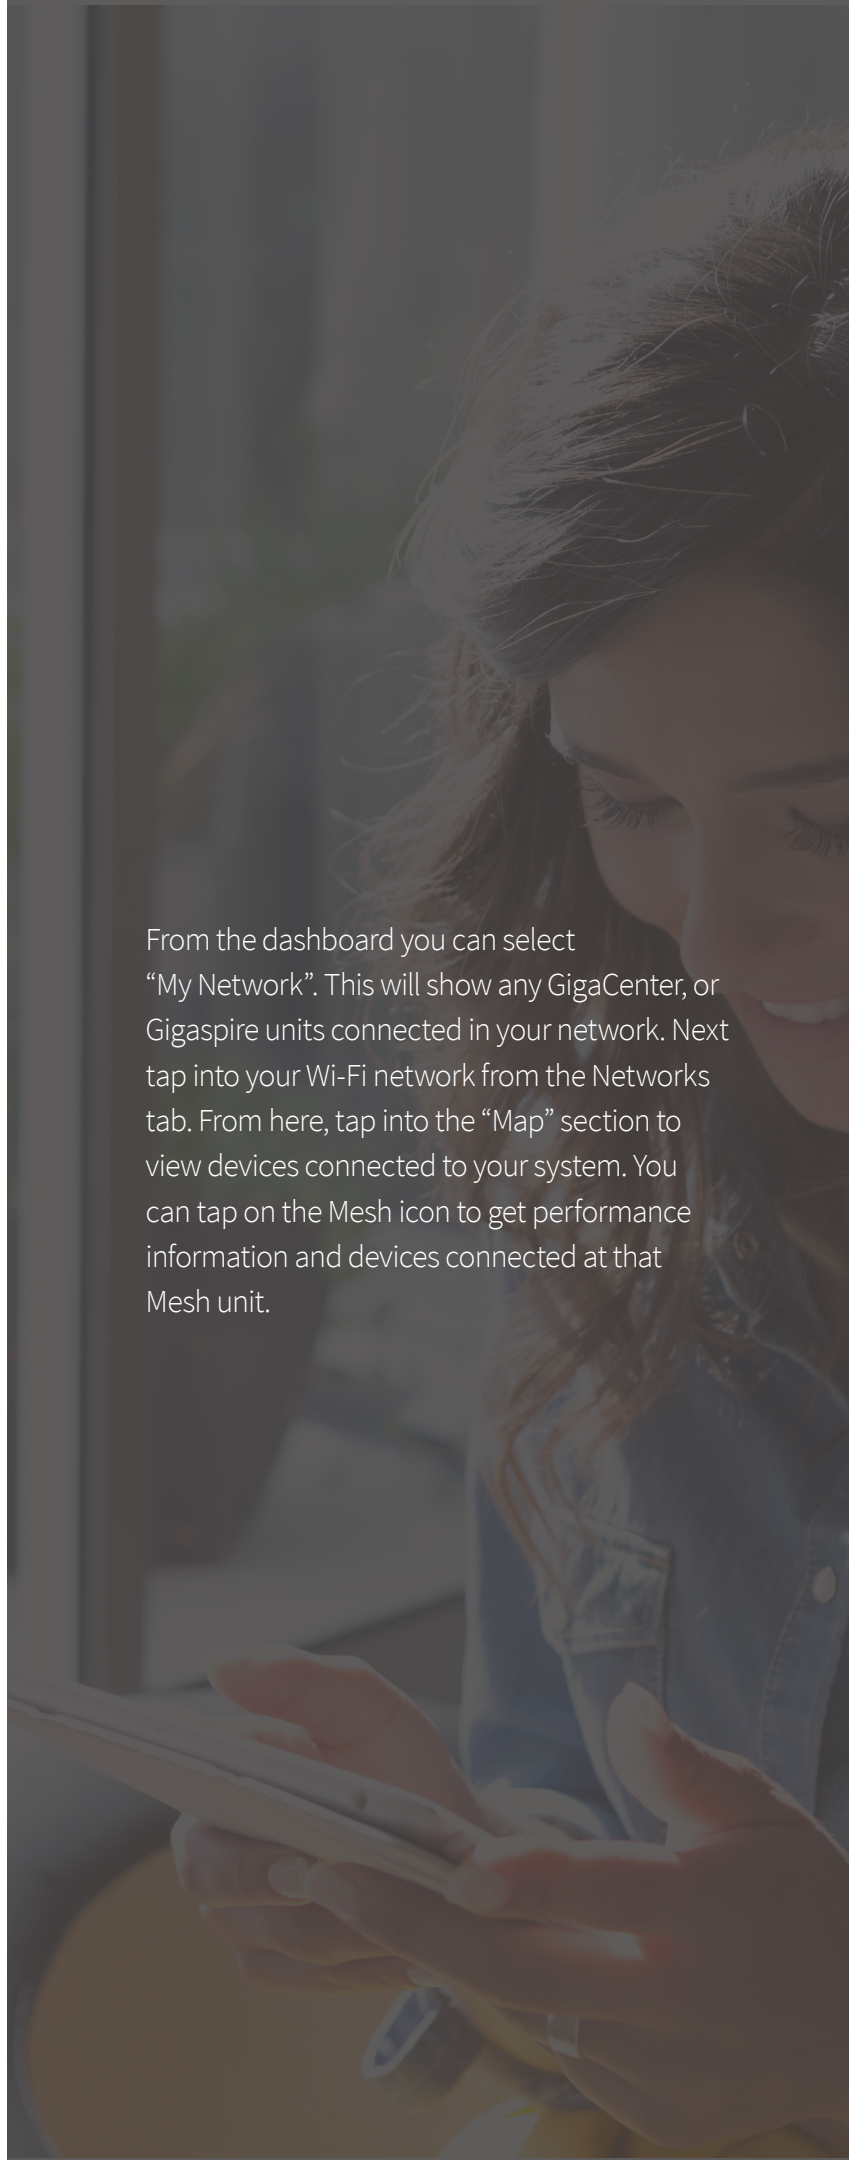 From the dashboard you can select
“My Network”. This will show any GigaCenter, or
Gigaspire units connected in your network. Next
tap into your Wi-Fi network from the Networks
tab. From here, tap into the “Map” section to
view devices connected to your system. You
can tap on the Mesh icon to get performance
information and devices connected at that
Mesh unit.